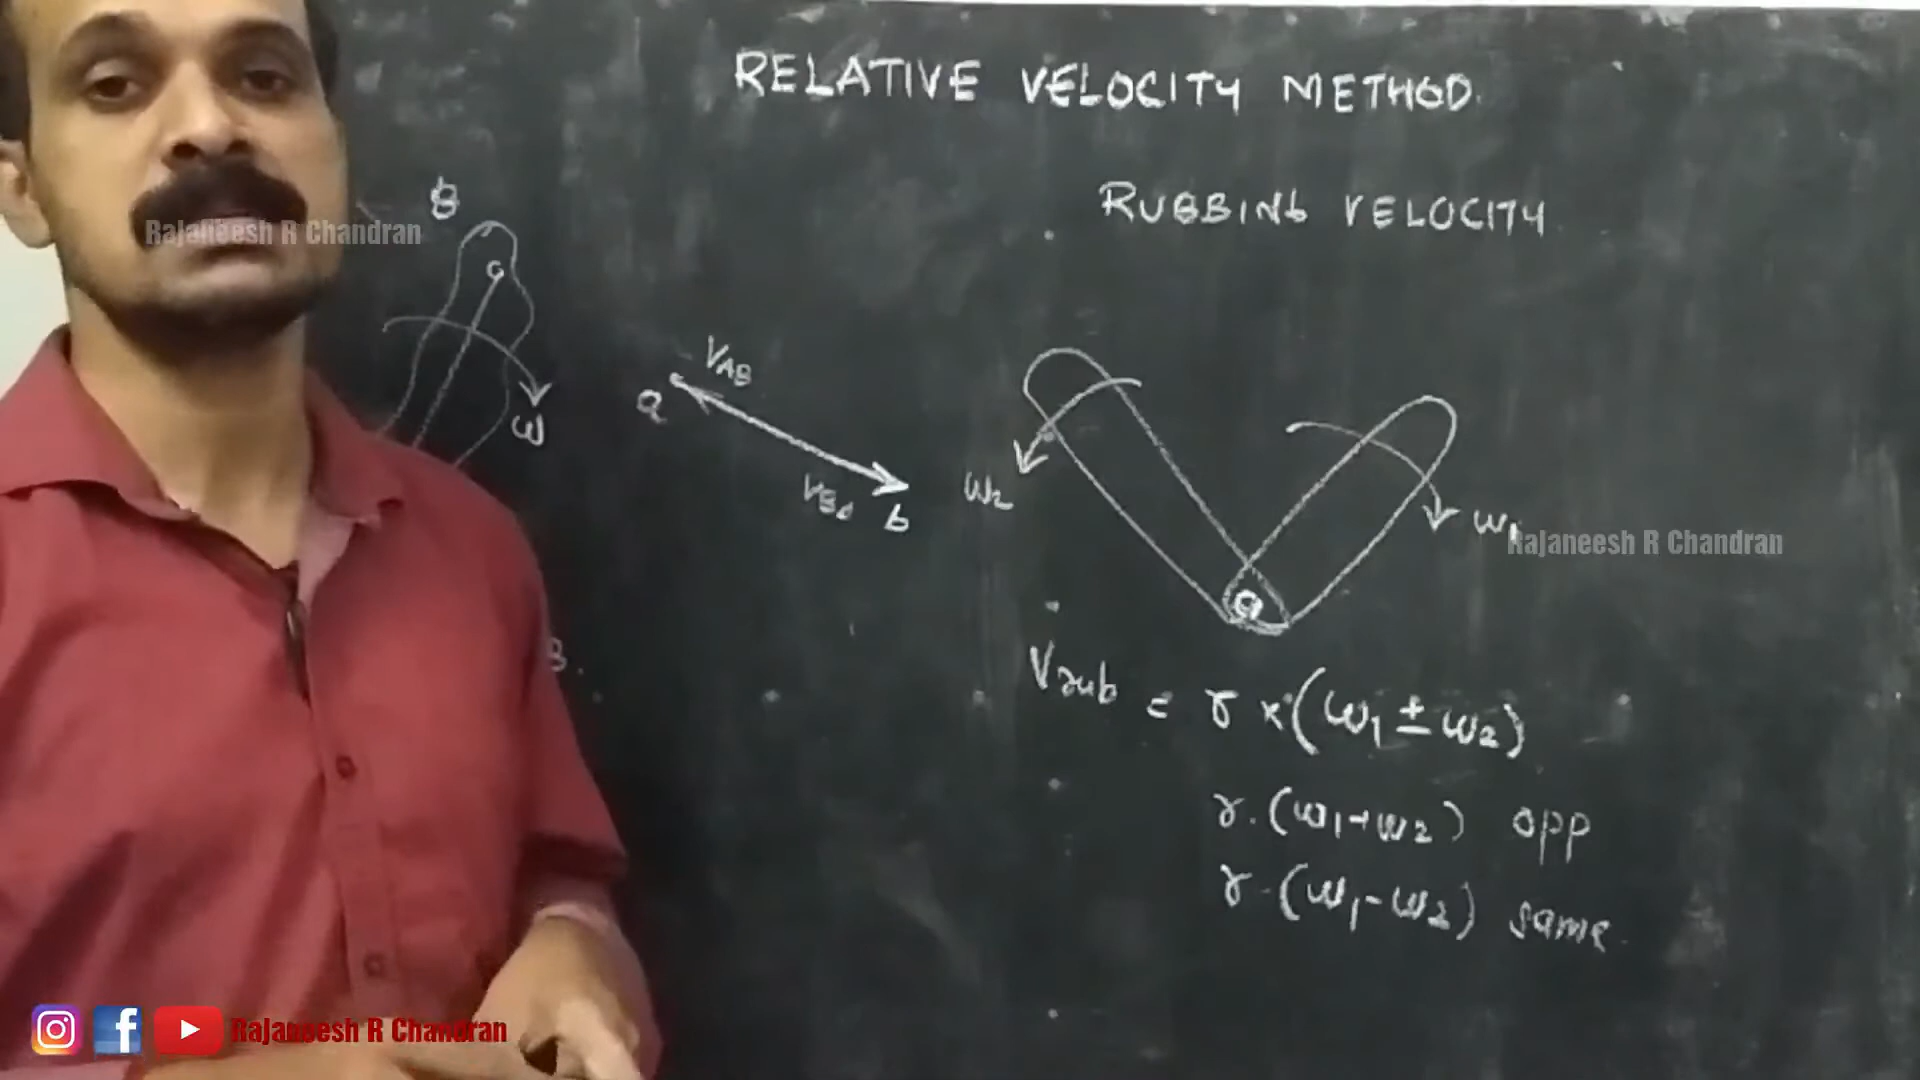 RELATIVE VELOCITY METHOD.
RUBBING VELOCITY
B
Rajaneesh R Chandran
VAB
a
ω
VBA b
ω2
ω1
Rajaneesh R Chandran
B.
Vrub = r × (ω1 ± ω2)
r. (ω1+ω2) opp
r. (ω1-ω2) same.
f
Rajaneesh R Chandran